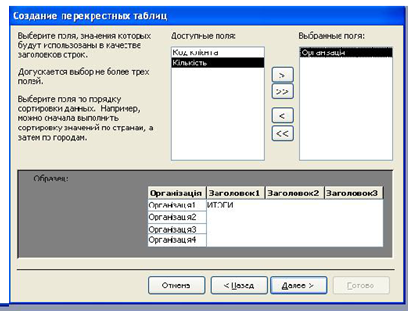 Создание перекрестных таблиц
Выберите поля, значения которых
будут использованы в качестве
заголовков строк.
Допускается выбор не более трех
полей.
Выберите поля по порядку
сортировки данных. Например,
можно сначала выполнить
сортировку значений по странам, а
затем по городам.
Доступные поля:
Код клієнта
Кількість
>
>>
<
<<
Выбранные поля:
Організація
Образец:
Організація Заголовок1 Заголовок2 Заголовок3
Організація1 ИТОГИ
Організація2
Організація3
Організація4
Отмена
< Назад
Далее >
Готово